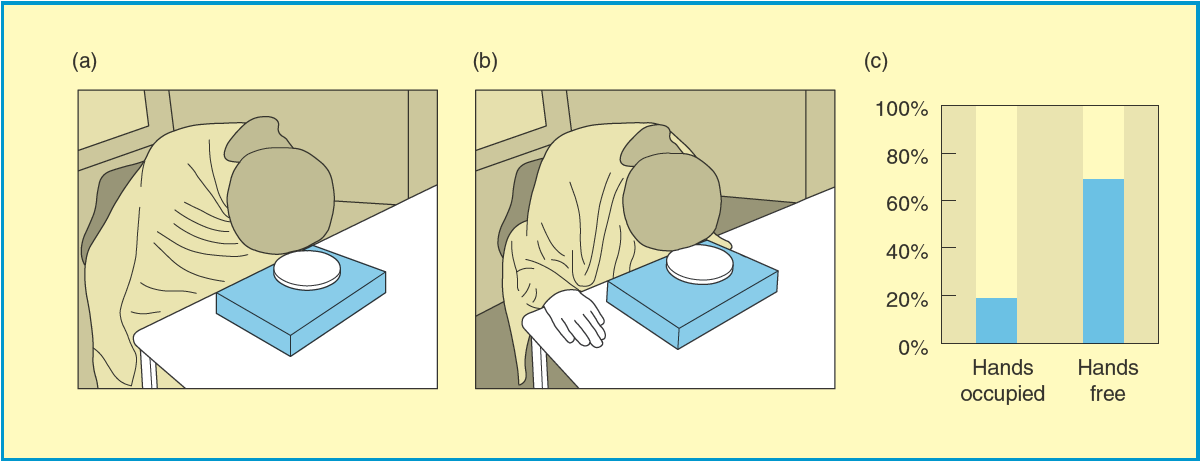 (a)
(b)
(c)
100%
80%
60%
40%
20%
0%
Hands
occupied
Hands
free